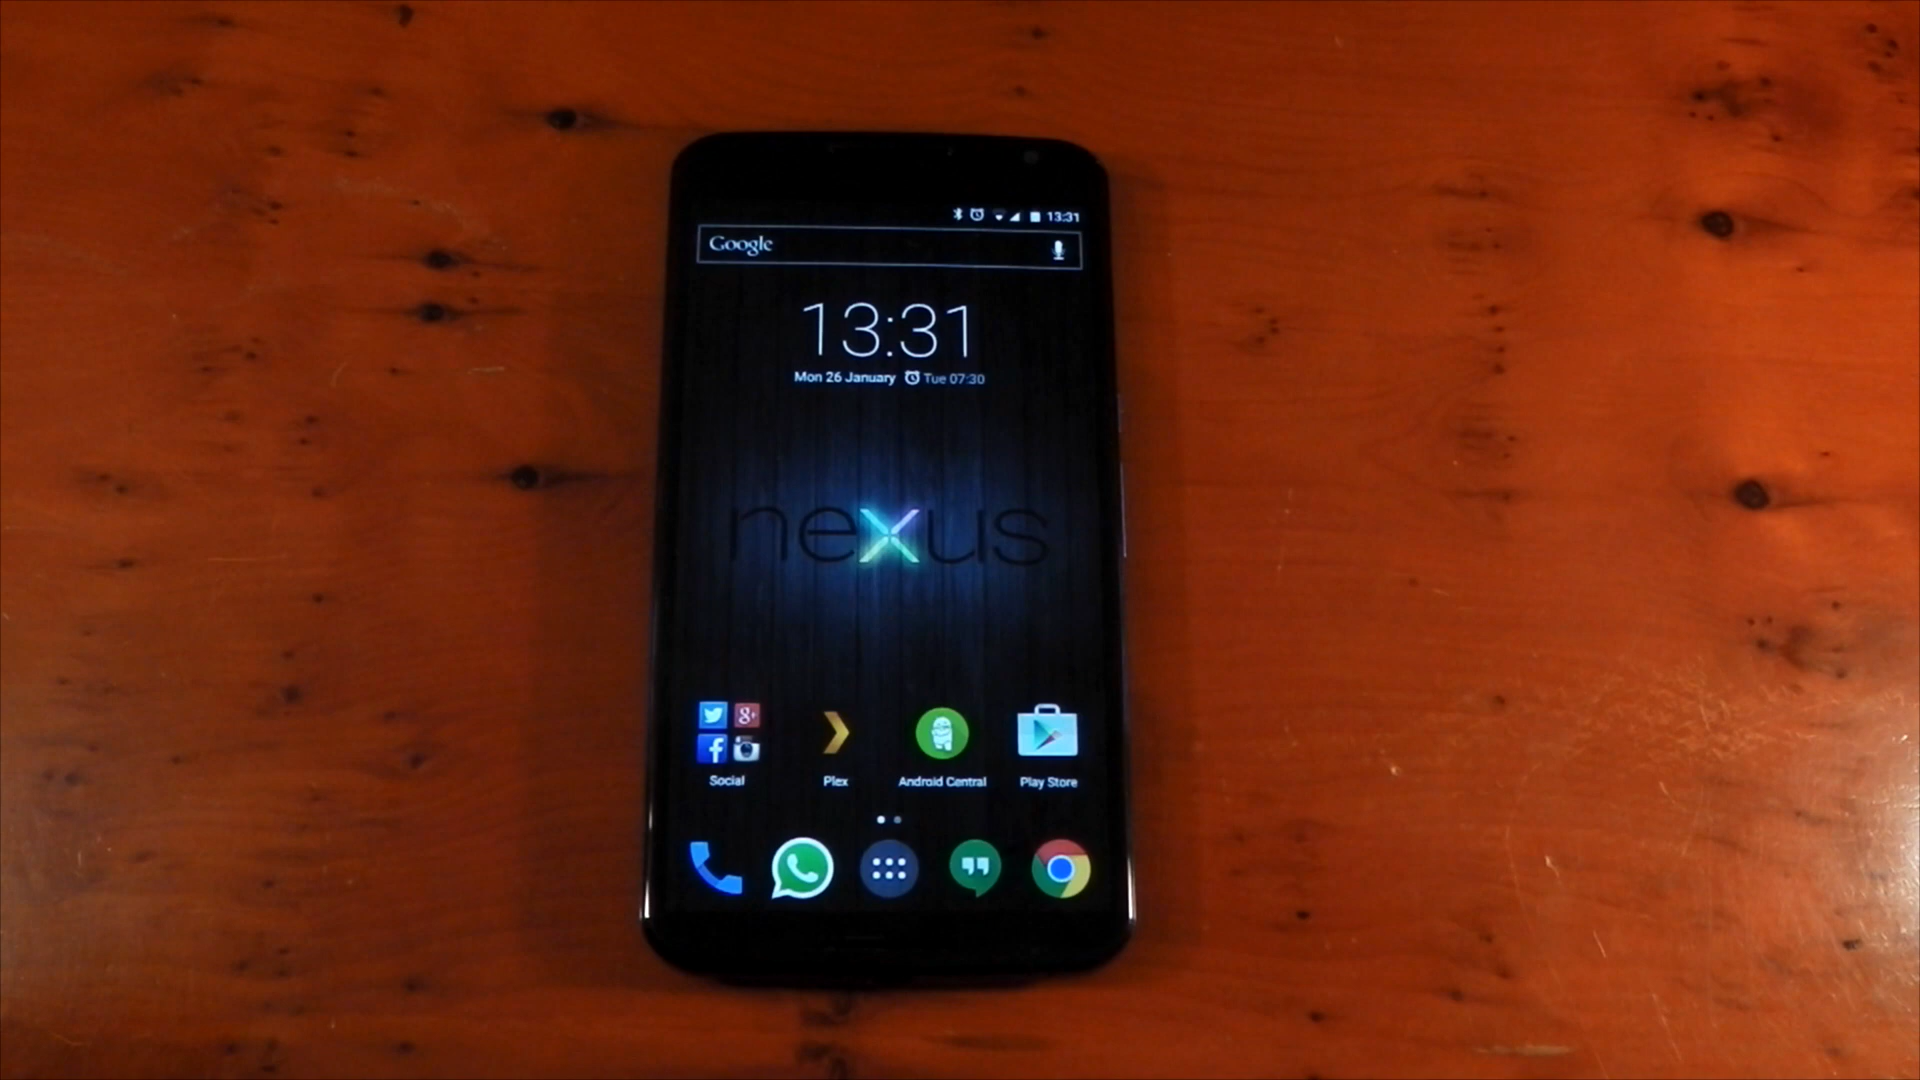 13:31
Google
13:31
Mon 26 January Tue 07:30
nexus
g+
Social
Plex
Android Central
Play Store